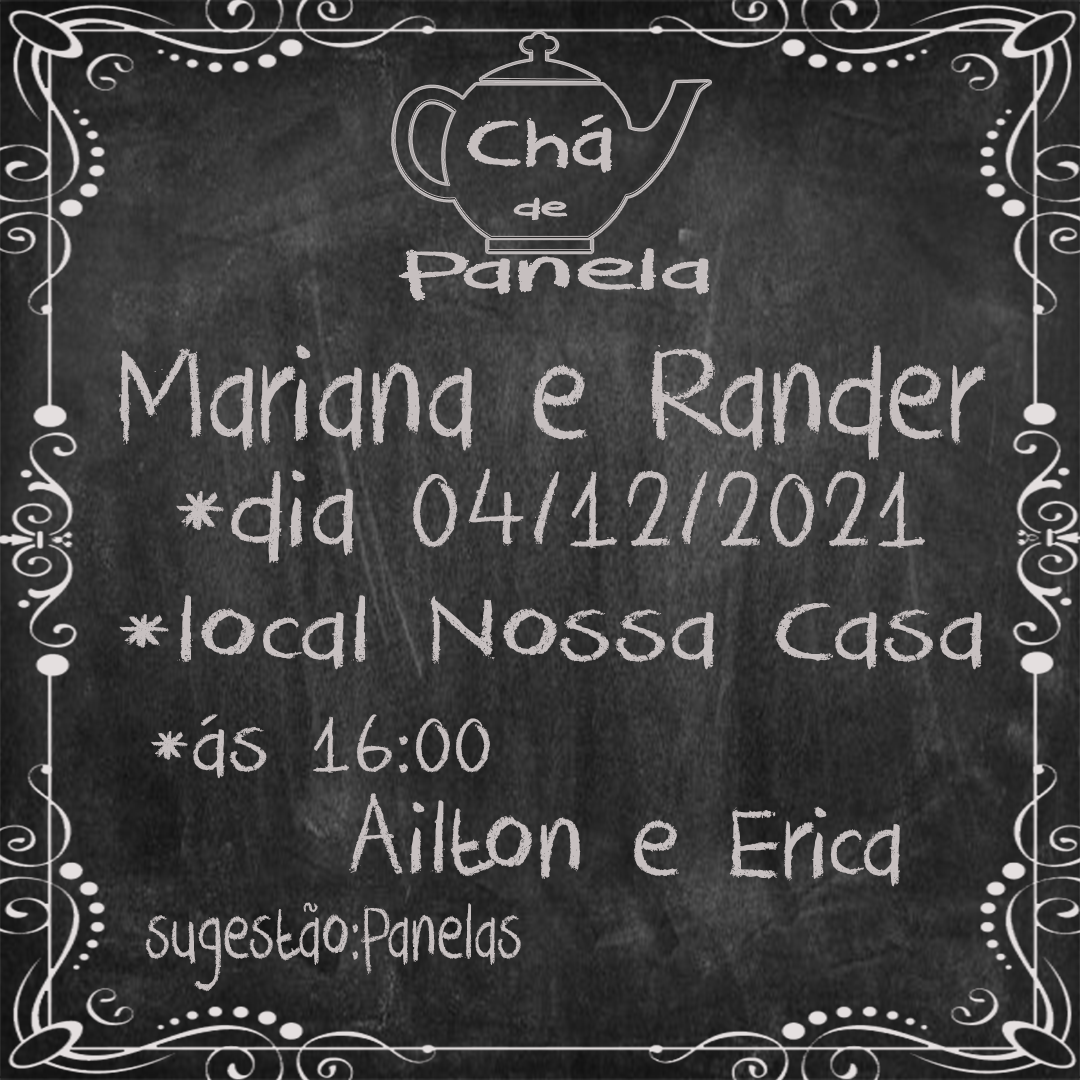 Chá
de
Panela
Mariana e Rander
*dia 04/12/2021
*local Nossa Casa
*ás 16:00
Ailton e Erica
sugestão:Panelas